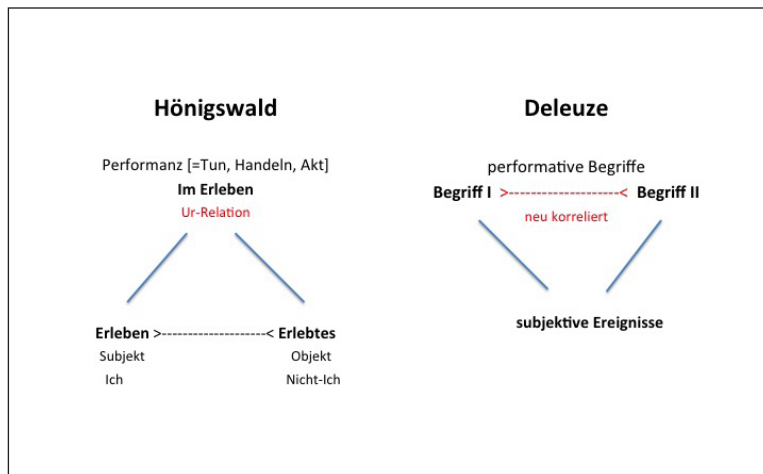 Hönigswald
Performanz [=Tun, Handeln, Akt]
Im Erleben
Ur-Relation
Erleben >--------------------< Erlebtes
Subjekt Objekt
Ich Nicht-Ich
Deleuze
performative Begriffe
Begriff I >---------------------< Begriff II
neu korreliert
subjektive Ereignisse